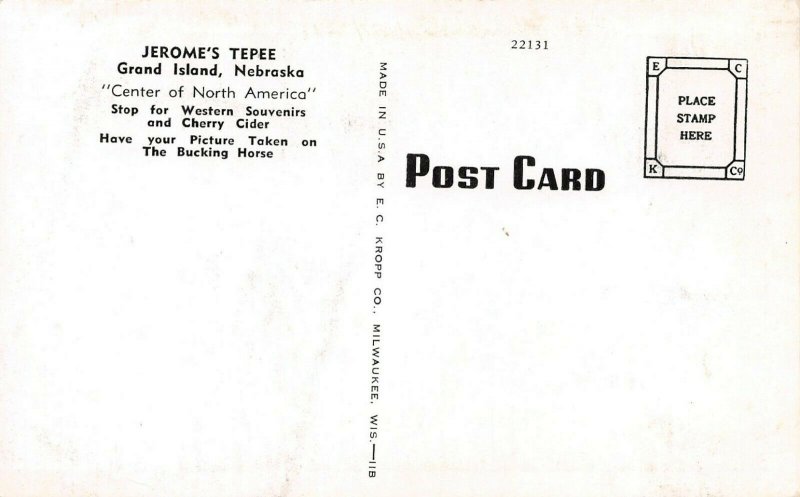 JEROME'S TEPEE
Grand Island, Nebraska
"Center of North America"
Stop for Western Souvenirs
and Cherry Cider
Have your Picture Taken on
The Bucking Horse
MADE IN U.S.A BY E. C. KROPP CO., MILWAUKEE, WIS.—11B
22131
POST CARD
E C
PLACE
STAMP
HERE
K Co